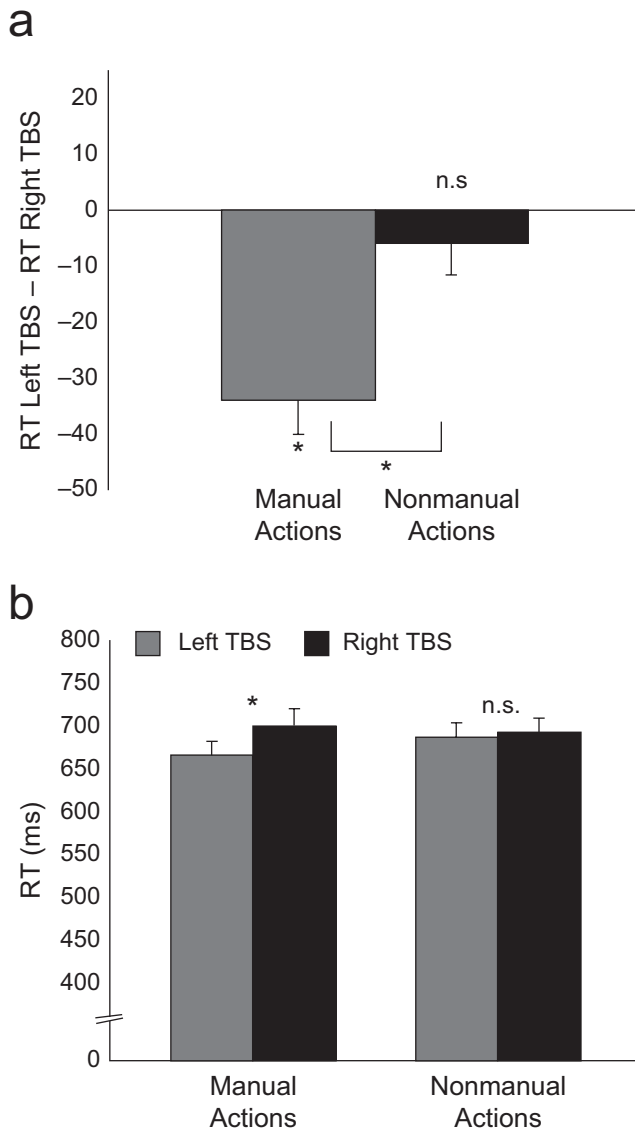 a
RT Left TBS – RT Right TBS
20
10
0
–10
–20
–30
–40
–50
n.s
*
*
Manual
Actions
Nonmanual
Actions
b
Left TBS
Right TBS
RT (ms)
800
750
700
650
600
550
500
450
400
0
*
n.s.
Manual
Actions
Nonmanual
Actions